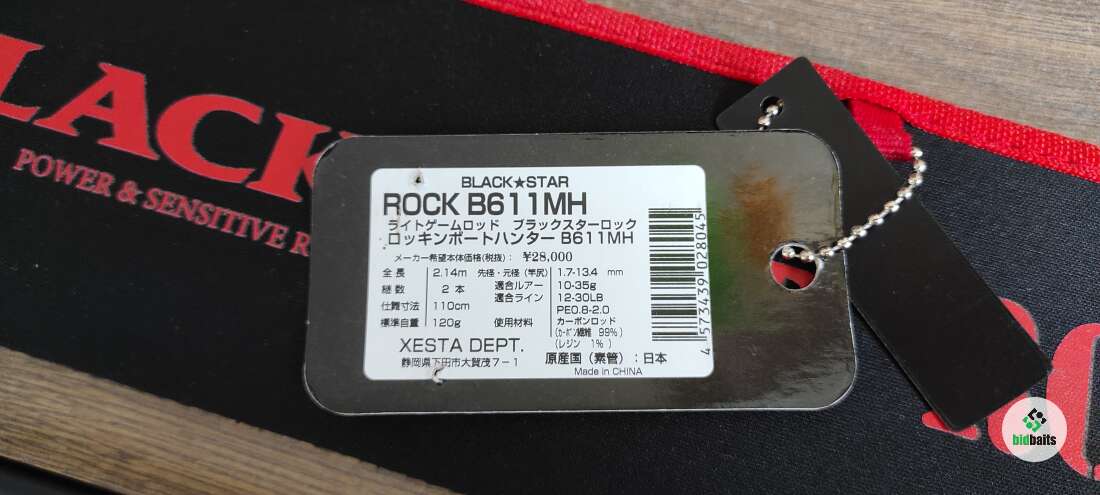 LACK
POWER & SENSITIVE R
BLACK★STAR
ROCK B611MH
ライトゲームロッド ブラックスターロック
ロッキンボートハンター B611MH
メーカー希望本体価格(税抜): ¥28,000
全長 2.14m 先径・元径(竿尻) 1.7-13.4 mm
継数 2本 適合ルアー 10-35g
仕舞寸法 110cm 適合ライン 12-30LB
PE0.8-2.0
標準自重 120g 使用材料 カーボンロッド
(カーボン繊維 99%)
(レジン 1%)
XESTA DEPT.
静岡県下田市大賀茂7-1
原産国(素管):日本
Made in CHINA
4573439028045
bidbaits